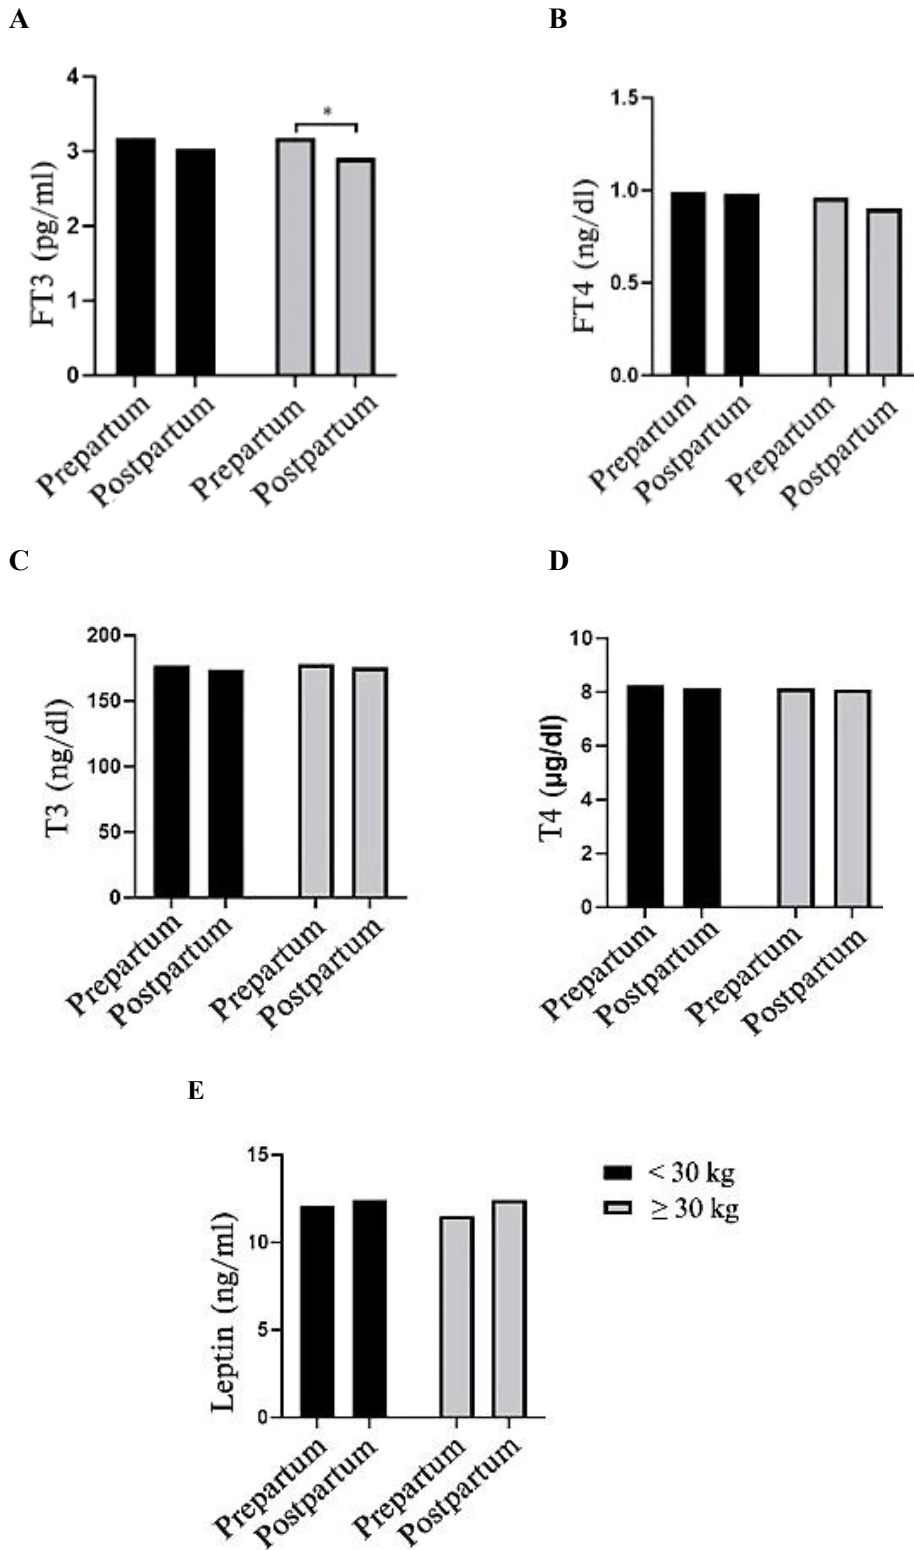 A
B
4
3
2
1
0
FT3 (pg/ml)
*
Prepartum
Postpartum
Prepartum
Postpartum
1.5
1.0
0.5
0.0
FT4 (ng/dl)
Prepartum
Postpartum
Prepartum
Postpartum
C
D
200
150
100
50
0
T3 (ng/dl)
Prepartum
Postpartum
Prepartum
Postpartum
10
8
6
4
2
0
T4 (µg/dl)
Prepartum
Postpartum
Prepartum
Postpartum
E
15
10
5
0
Leptin (ng/ml)
Prepartum
Postpartum
Prepartum
Postpartum
< 30 kg
≥ 30 kg